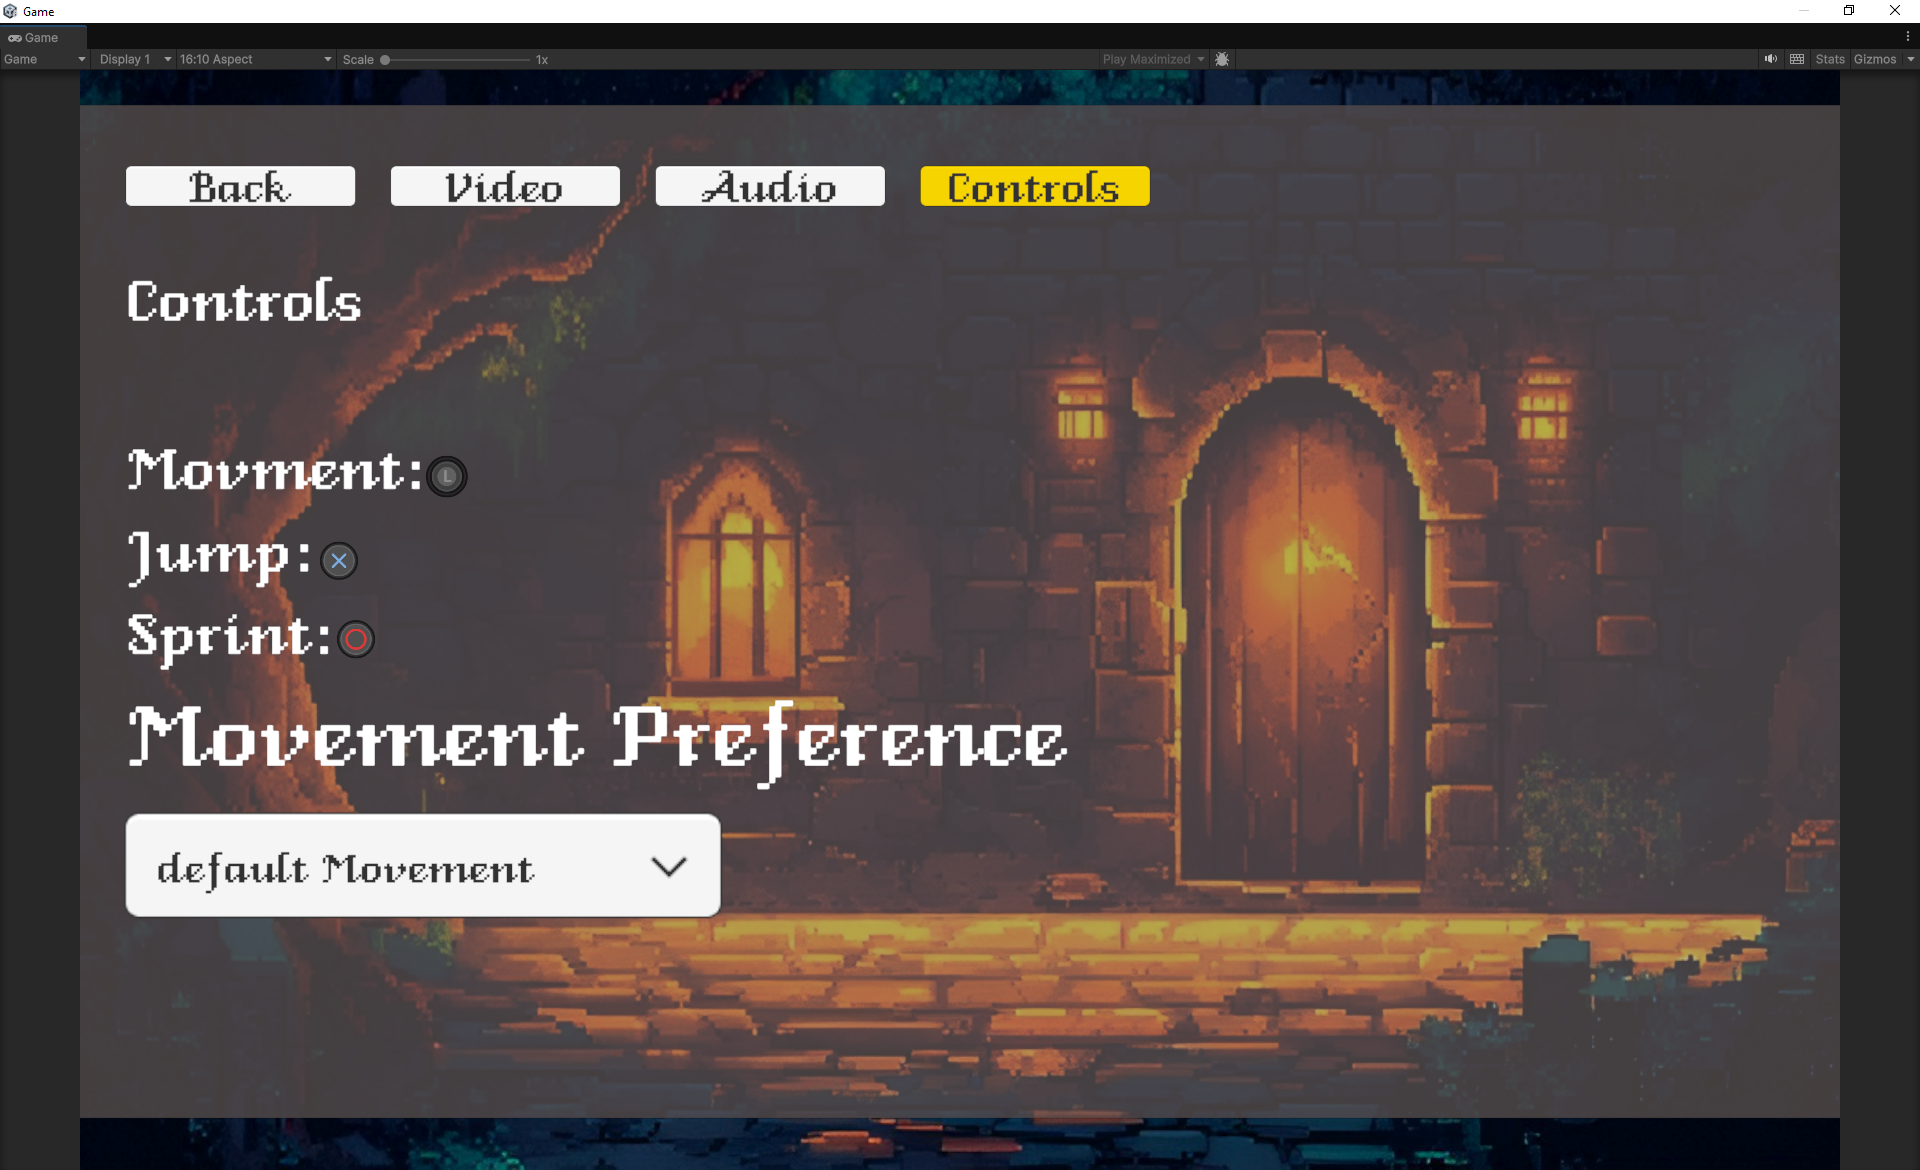 Game
Game
Game Display 1 16:10 Aspect Scale 1x Play Maximized Stats Gizmos
Back Video Audio Controls
Controls
Movment: L
Jump:
Sprint:
Movement Preference
default Movement